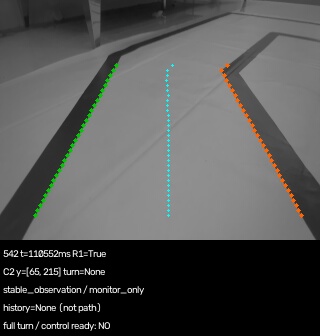 542 t=110552ms R1=True
C2 y=[65, 215] turn=None
stable_observation / monitor_only
history=None (not path)
full turn / control ready: NO